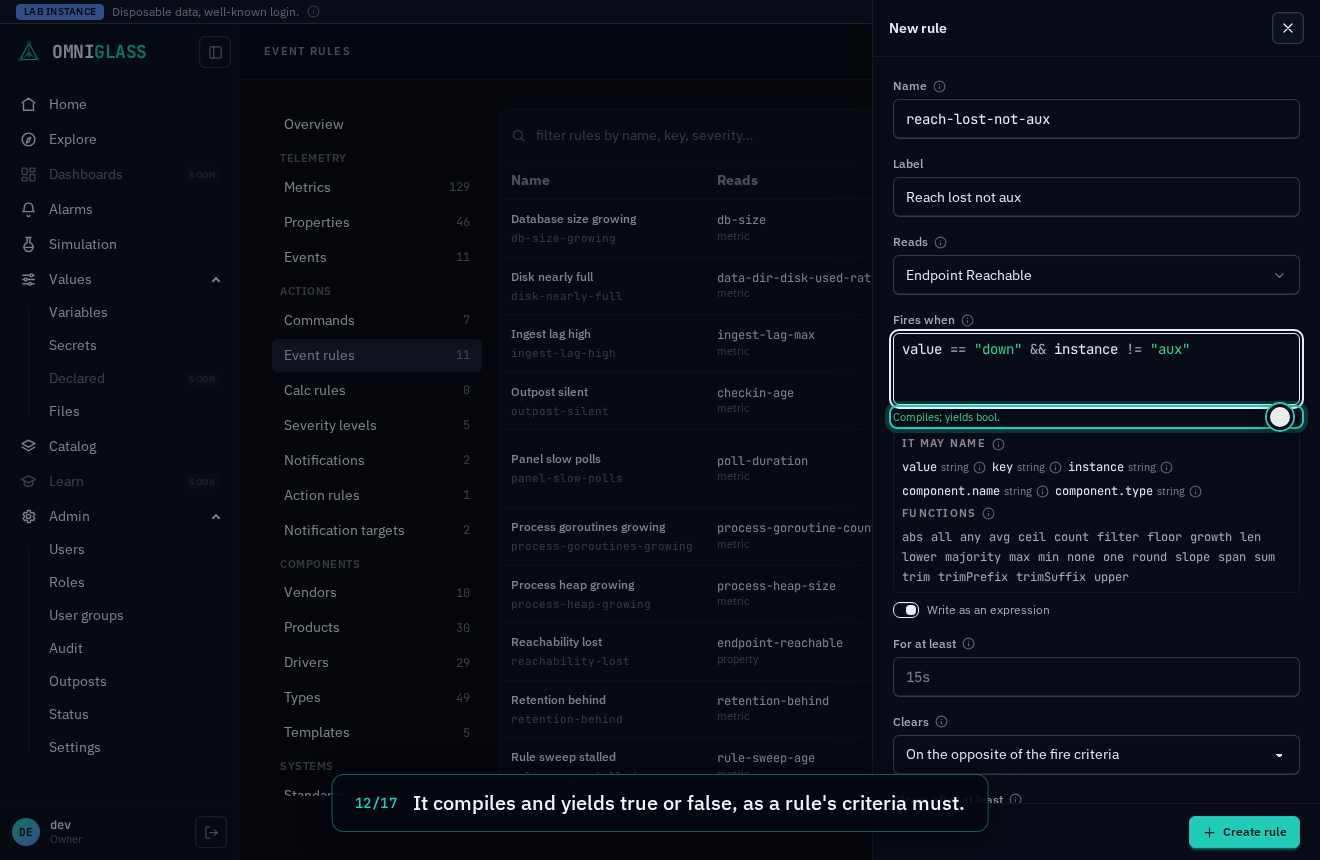 LAB INSTANCE Disposable data, well-known login.
OMNIGLASS
Home
Explore
Dashboards SOON
Alarms
Simulation
Values
Variables
Secrets
Declared SOON
Files
Catalog
Learn SOON
Admin
Users
Roles
User groups
Audit
Outposts
Status
Settings
DE dev
Owner
EVENT RULES
Overview
TELEMETRY
Metrics 129
Properties 46
Events 11
ACTIONS
Commands 7
Event rules 11
Calc rules 0
Severity levels 5
Notifications 2
Action rules 1
Notification targets 2
COMPONENTS
Vendors 10
Products 30
Drivers 29
Types 49
Templates 5
SYSTEMS
filter rules by name, key, severity...
Name Reads
Database size growing db-size
db-size-growing metric
Disk nearly full data-dir-disk-used-rat
disk-nearly-full metric
Ingest lag high ingest-lag-max
ingest-lag-high metric
Outpost silent checkin-age
outpost-silent metric
Panel slow polls poll-duration
panel-slow-polls metric
Process goroutines growing process-goroutine-coun
process-goroutines-growing metric
Process heap growing process-heap-size
process-heap-growing metric
Reachability lost endpoint-reachable
reachability-lost property
Retention behind retention-behind
retention-behind metric
Rule sweep stalled rule-sweep-age
New rule
Name
reach-lost-not-aux
Label
Reach lost not aux
Reads
Endpoint Reachable
Fires when
value == "down" && instance != "aux"
Compiles; yields bool.
IT MAY NAME
value string key string instance string
component.name string component.type string
FUNCTIONS
abs all any avg ceil count filter floor growth len
lower majority max min none one round slope span sum
trim trimPrefix trimSuffix upper
Write as an expression
For at least
15s
Clears
On the opposite of the fire criteria
12/17 It compiles and yields true or false, as a rule's criteria must.
Create rule